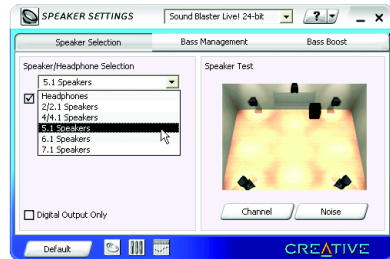 SPEAKER SETTINGS
Sound Blaster Live! 24-bit
?
Speaker Selection
Bass Management
Bass Boost
Speaker/Headphone Selection
5.1 Speakers
Headphones
2/2.1 Speakers
4/4.1 Speakers
5.1 Speakers
6.1 Speakers
7.1 Speakers
Digital Output Only
Speaker Test
Channel
Noise
Default
CREATIVE